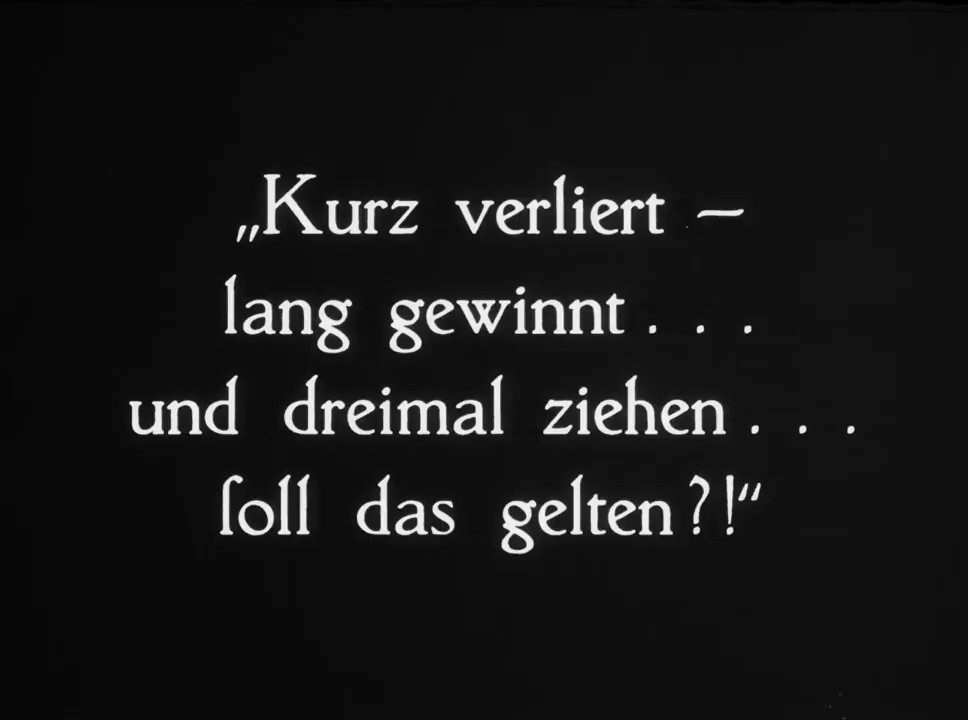 „Kurz verliert –
lang gewinnt . . .
und dreimal ziehen . . .
ſoll das gelten?!“